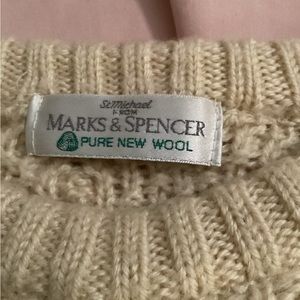 St Michael
FROM
MARKS & SPENCER
PURE NEW WOOL